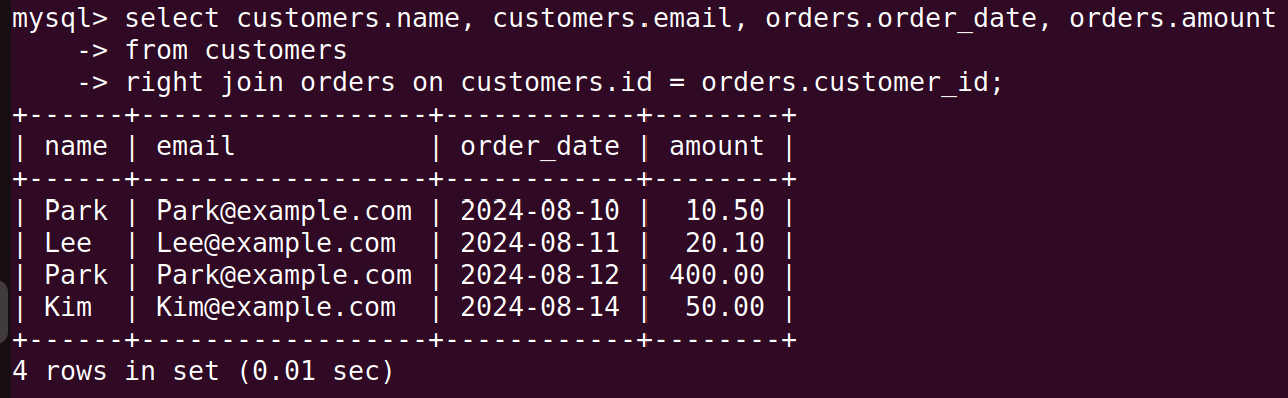 mysql> select customers.name, customers.email, orders.order_date, orders.amount
    -> from customers
    -> right join orders on customers.id = orders.customer_id;
+------+------------------+------------+--------+
| name | email            | order_date | amount |
+------+------------------+------------+--------+
| Park | Park@example.com | 2024-08-10 |  10.50 |
| Lee  | Lee@example.com  | 2024-08-11 |  20.10 |
| Park | Park@example.com | 2024-08-12 | 400.00 |
| Kim  | Kim@example.com  | 2024-08-14 |  50.00 |
+------+------------------+------------+--------+
4 rows in set (0.01 sec)